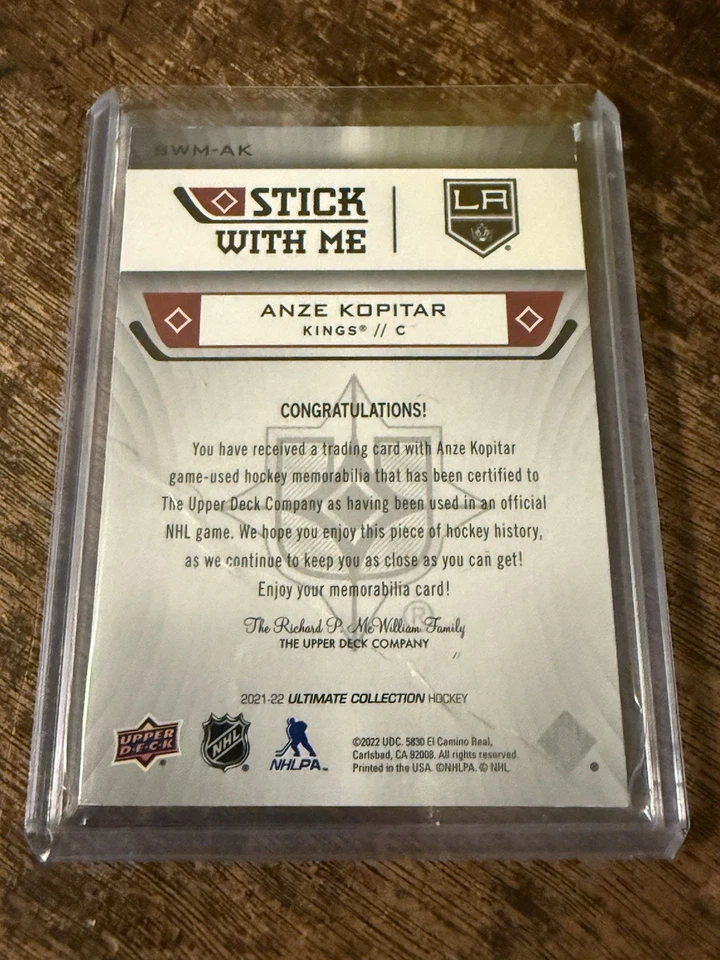 SWM-AK
STICK
WITH ME
LA
ANZE KOPITAR
KINGS® // C
CONGRATULATIONS!
You have received a trading card with Anze Kopitar
game-used hockey memorabilia that has been certified to
The Upper Deck Company as having been used in an official
NHL game. We hope you enjoy this piece of hockey history,
as we continue to keep you as close as you can get!
Enjoy your memorabilia card!
The Richard P. McWilliam Family
THE UPPER DECK COMPANY
2021-22 ULTIMATE COLLECTION HOCKEY
UPPER
DECK
NHL
NHLPA™
©2022 UDC. 5830 El Camino Real,
Carlsbad, CA 92008. All rights reserved.
Printed in the USA. ©NHLPA. © NHL.